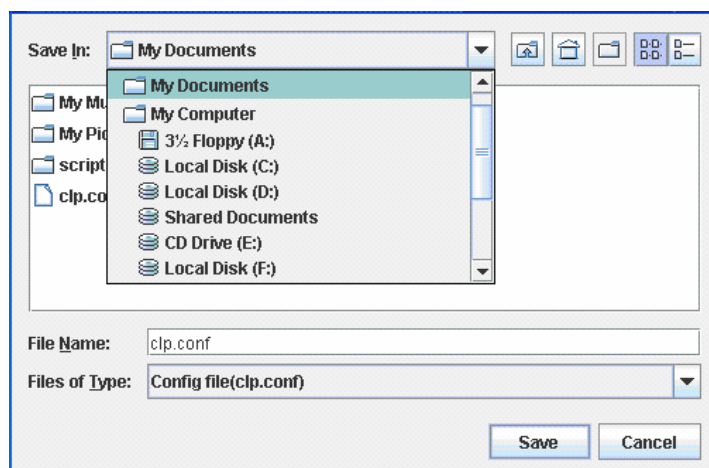 Save In: My Documents
My Documents
My Mu
My Computer
My Pic
3½ Floppy (A:)
script
Local Disk (C:)
clp.co
Local Disk (D:)
Shared Documents
CD Drive (E:)
Local Disk (F:)
File Name: clp.conf
Files of Type: Config file(clp.conf)
Save Cancel